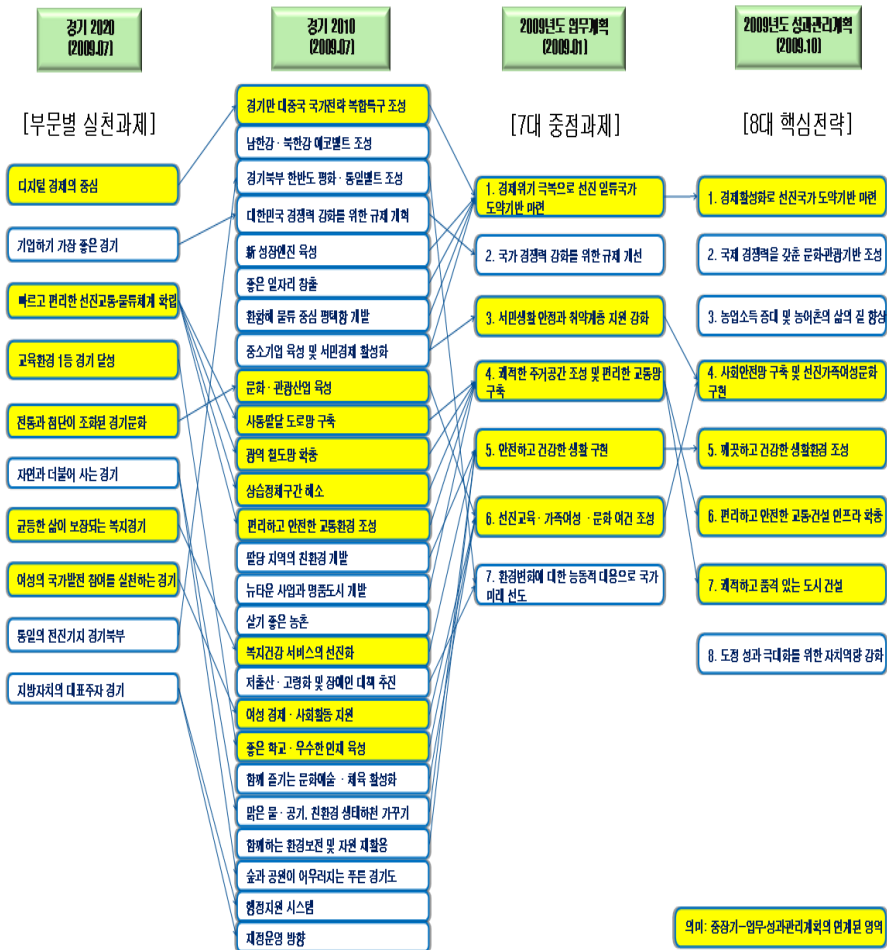 경기 2020
(2009.07)
경기 2010
(2009.07)
2009년도 업무계획
(2009.01)
2009년도 성과관리계획
(2009.10)
[부문별 실천과제]
[7대 중점과제]
[8대 핵심전략]
디지털 경제의 중심
기업하기 가장 좋은 경기
빠르고 편리한 선진교통·물류체계 확립
교육환경 1등 경기 달성
전통과 첨단이 조화된 경기문화
자연과 더불어 사는 경기
균등한 삶이 보장되는 복지경기
여성의 국가발전 참여를 실천하는 경기
통일의 전진기지 경기북부
지방자치의 대표주자 경기
경기만 대중국 국가전략 복합특구 조성
남한강 · 북한강 에코벨트 조성
경기북부 한반도 평화 · 통일벨트 조성
대한민국 경쟁력 강화를 위한 규제 개혁
新 성장엔진 육성
좋은 일자리 창출
환황해 물류 중심 평택항 개발
중소기업 육성 및 서민경제 활성화
문화 · 관광산업 육성
사통팔달 도로망 구축
광역 철도망 확충
상습정체구간 해소
편리하고 안전한 교통환경 조성
팔당 지역의 친환경 개발
뉴타운 사업과 명품도시 개발
살기 좋은 농촌
복지건강 서비스의 선진화
저출산 · 고령화 및 장애인 대책 추진
여성 경제 · 사회활동 지원
좋은 학교 · 우수한 인재 육성
함께 즐기는 문화예술 · 체육 활성화
맑은 물 · 공기, 친환경 생태하천 가꾸기
함께하는 환경보전 및 자원 재활용
숲과 공원이 어우러지는 푸른 경기도
행정지원 시스템
재정운영 방향
1. 경제위기 극복으로 선진 일류국가
도약기반 마련
2. 국가 경쟁력 강화를 위한 규제 개선
3. 서민생활 안정과 취약계층 지원 강화
4. 쾌적한 주거공간 조성 및 편리한 교통망
구축
5. 안전하고 건강한 생활 구현
6. 선진교육 · 가족여성 · 문화 여건 조성
7. 환경변화에 대한 능동적 대응으로 국가
미래 선도
1. 경제활성화로 선진국가 도약기반 마련
2. 국제 경쟁력을 갖춘 문화·관광기반 조성
3. 농업소득 증대 및 농어촌의 삶의 질 향상
4. 사회안전망 구축 및 선진가족여성문화
구현
5. 깨끗하고 건강한 생활환경 조성
6. 편리하고 안전한 교통·건설 인프라 확충
7. 쾌적하고 품격 있는 도시 건설
8. 도정 성과 극대화를 위한 자치역량 강화
의미: 중장기-업무·성과관리계획의 연계된 영역